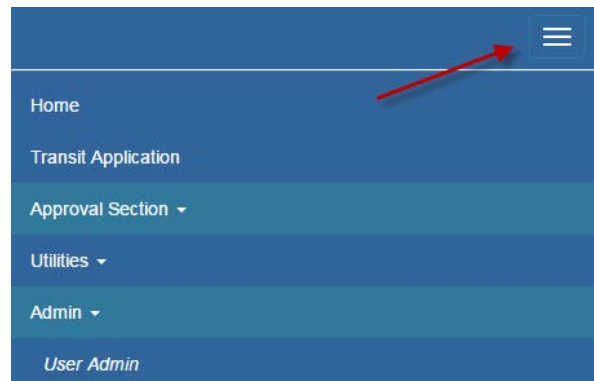 Home
Transit Application
Approval Section
Utilities
Admin
User Admin